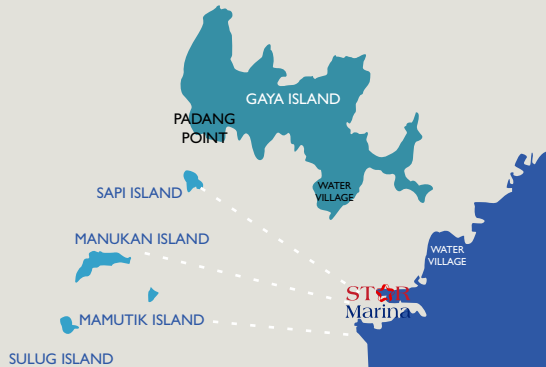 GAYA ISLAND
PADANG
POINT
WATER
VILLAGE
SAPI ISLAND
MANUKAN ISLAND
WATER
VILLAGE
STAR
Marina
MAMUTIK ISLAND
SULUG ISLAND